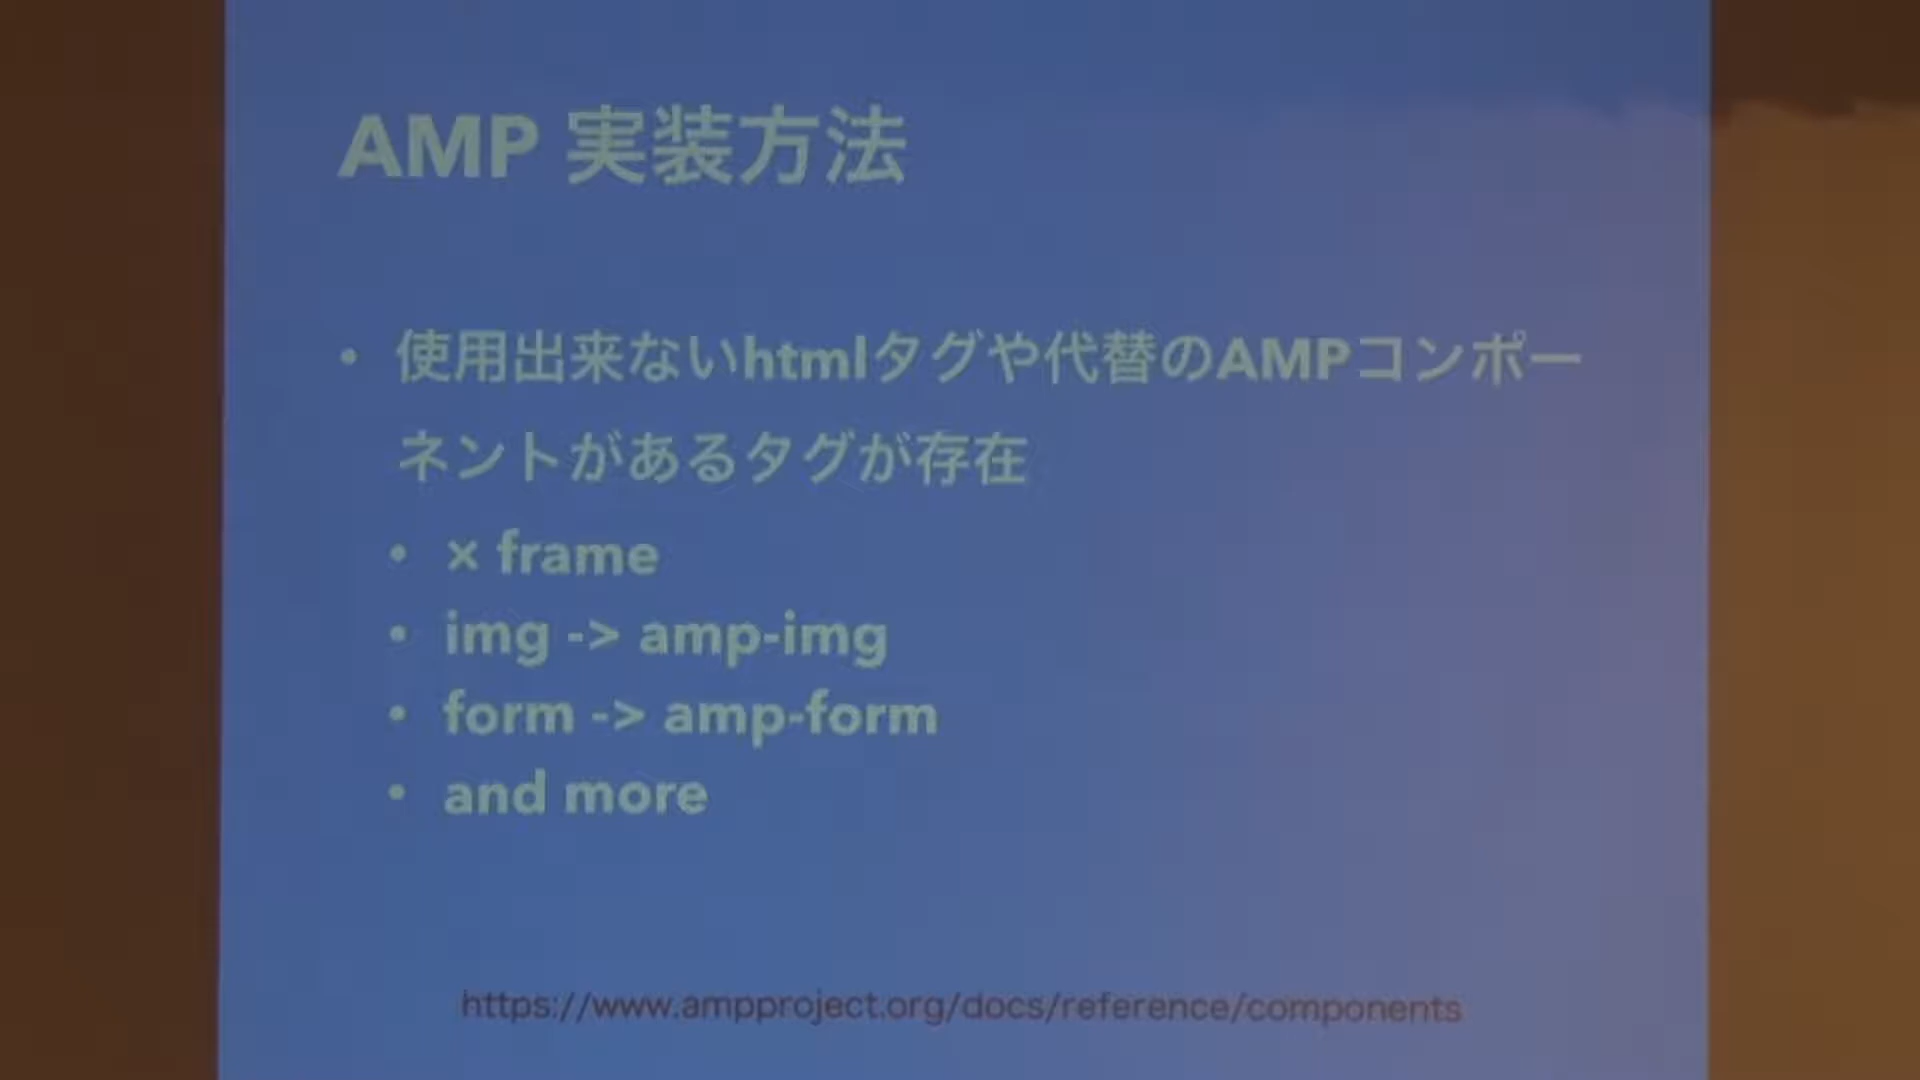 AMP 実装方法
• 使用出来ないhtmlタグや代替のAMPコンポー
ネントがあるタグが存在
• × frame
• img -> amp-img
• form -> amp-form
• and more
https://www.ampproject.org/docs/reference/components